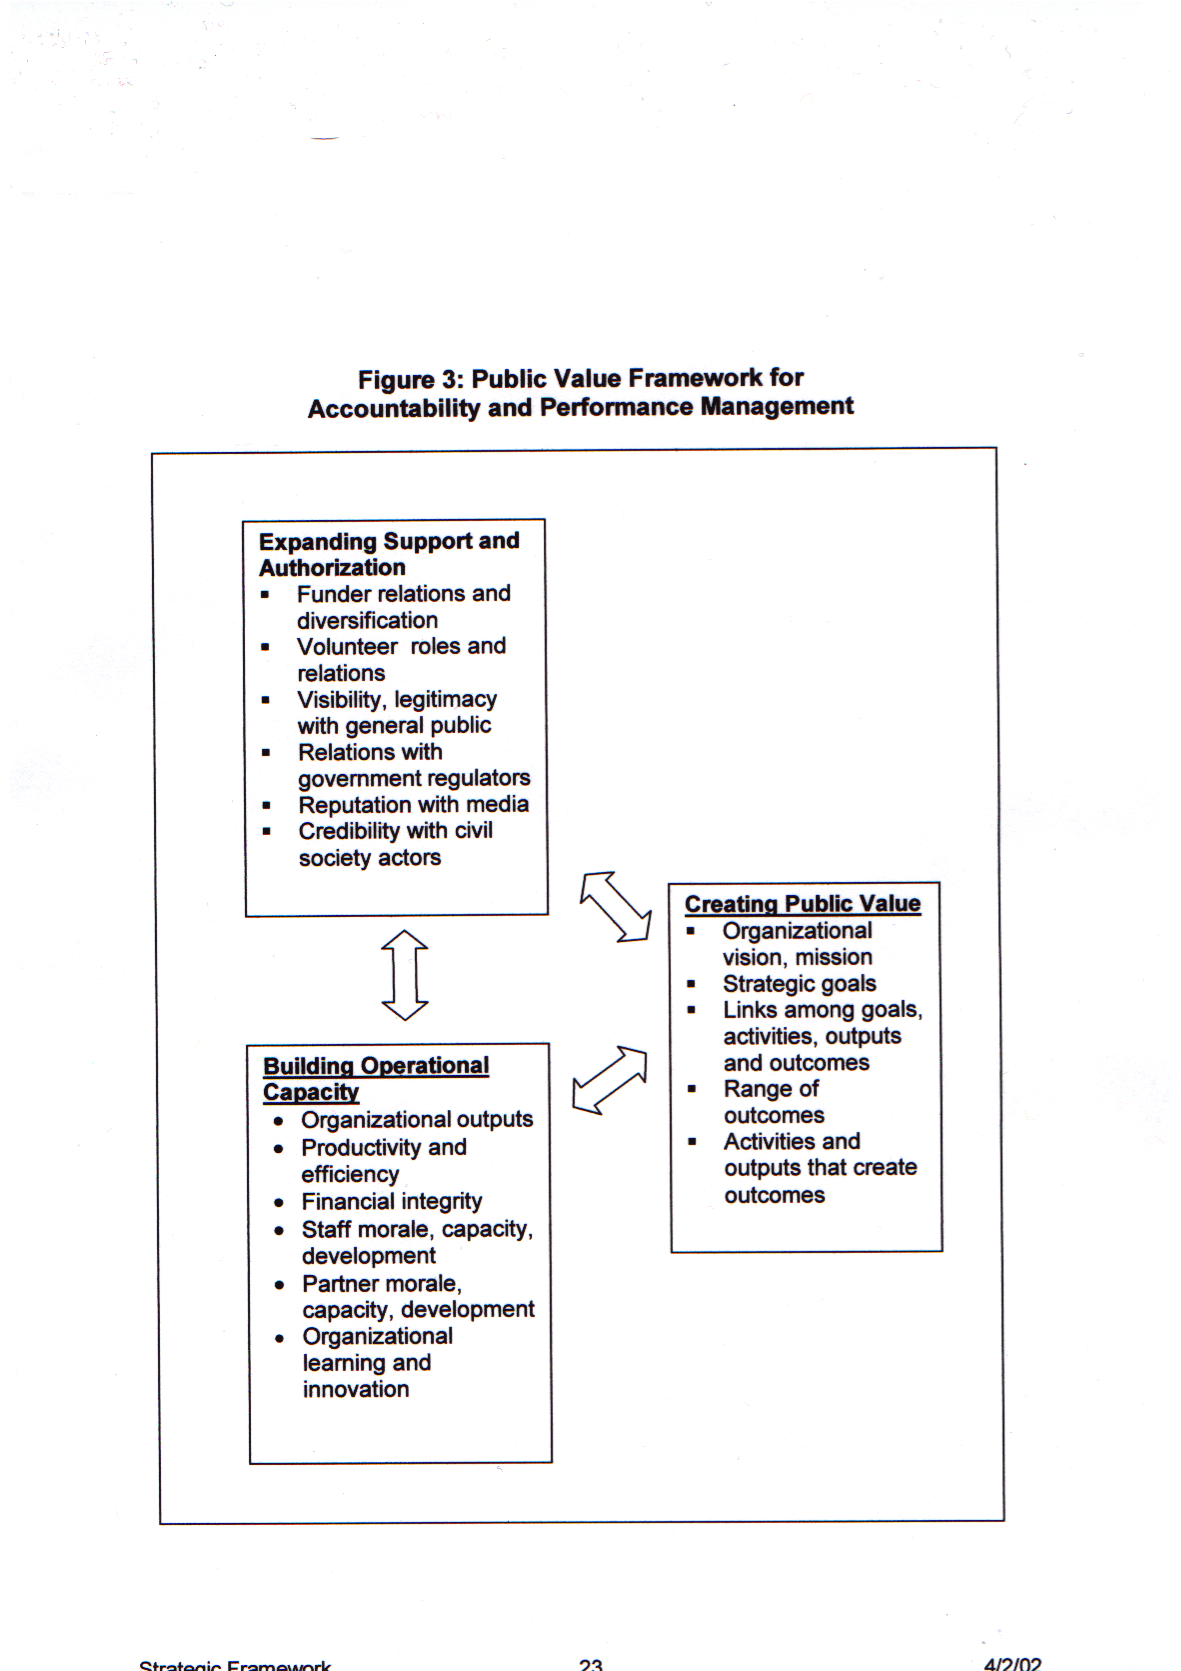 Figure 3: Public Value Framework for
Accountability and Performance Management
Expanding Support and
Authorization
▪ Funder relations and
diversification
▪ Volunteer roles and
relations
▪ Visibility, legitimacy
with general public
▪ Relations with
government regulators
▪ Reputation with media
▪ Credibility with civil
society actors
Creating Public Value
▪ Organizational
vision, mission
▪ Strategic goals
▪ Links among goals,
activities, outputs
and outcomes
▪ Range of
outcomes
▪ Activities and
outputs that create
outcomes
Building Operational
Capacity
• Organizational outputs
• Productivity and
efficiency
• Financial integrity
• Staff morale, capacity,
development
• Partner morale,
capacity, development
• Organizational
learning and
innovation
Strategic Framework 23 4/2/02